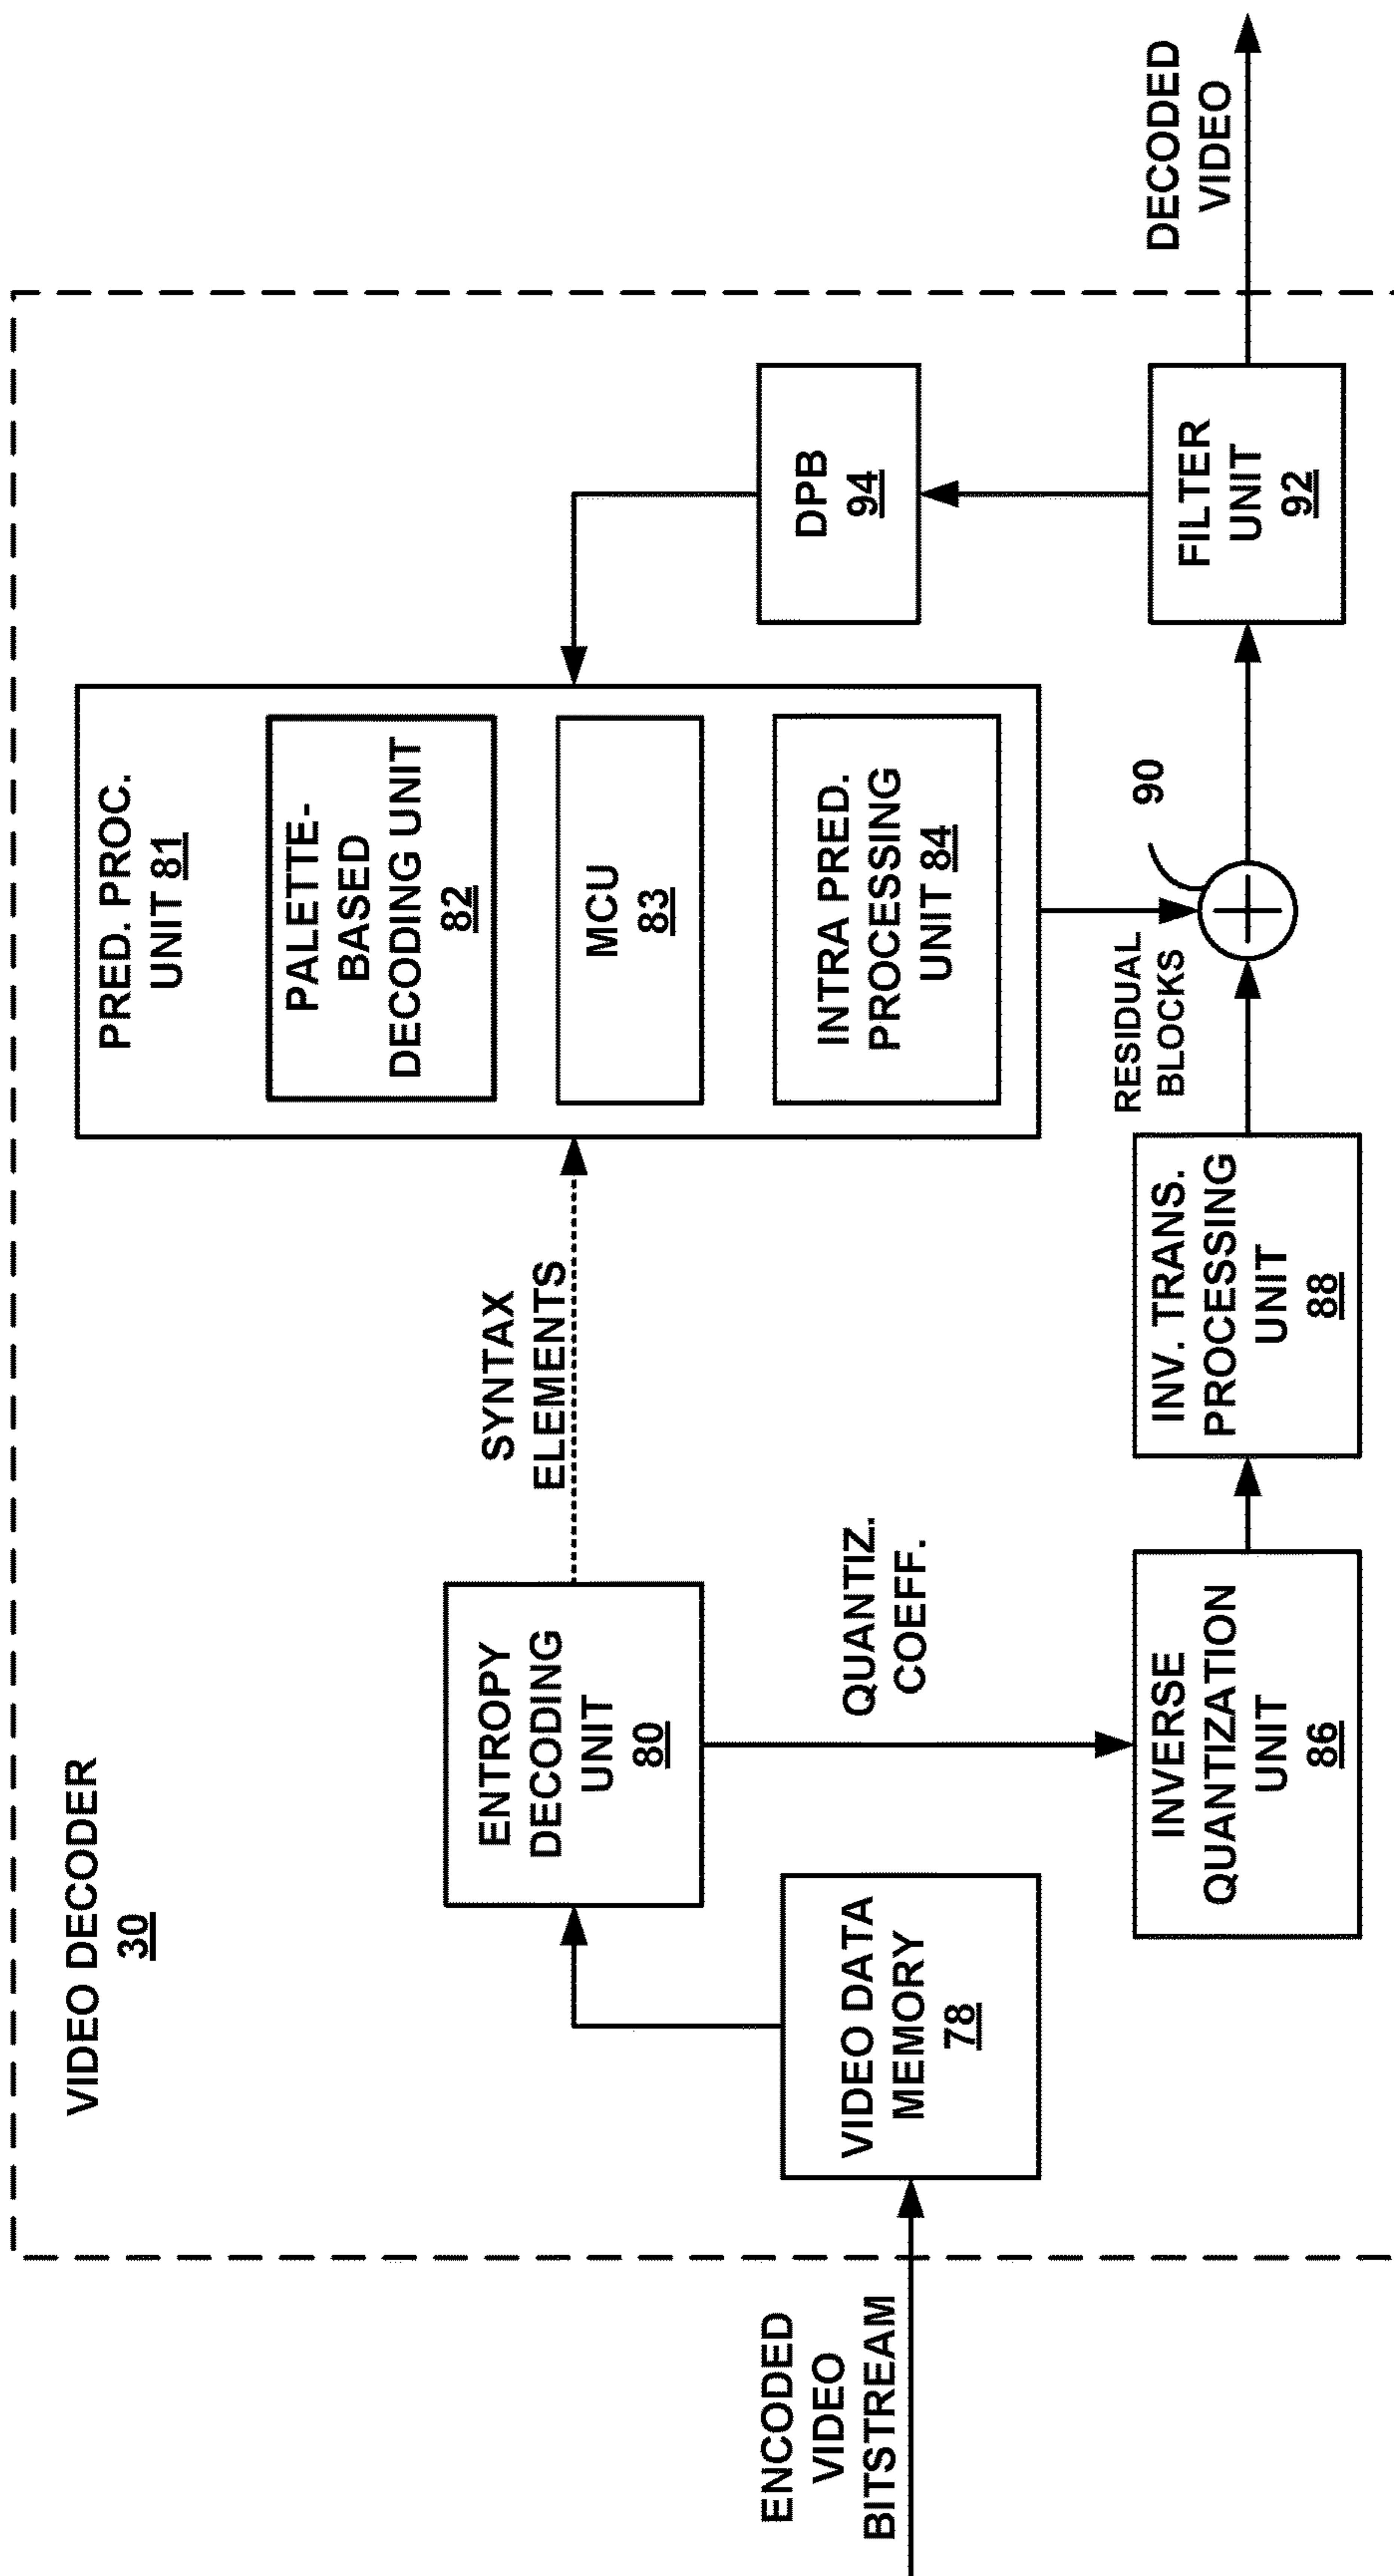 VIDEO DECODER
30
ENCODED
VIDEO
BITSTREAM
VIDEO DATA
MEMORY
78
ENTROPY
DECODING
UNIT
80
SYNTAX
ELEMENTS
QUANTIZ.
COEFF.
PRED. PROC.
UNIT 81
PALETTE-
BASED
DECODING UNIT
82
MCU
83
INTRA PRED.
PROCESSING
UNIT 84
INVERSE
QUANTIZATION
UNIT
86
INV. TRANS.
PROCESSING
UNIT
88
RESIDUAL
BLOCKS
90
DPB
94
FILTER
UNIT
92
DECODED
VIDEO